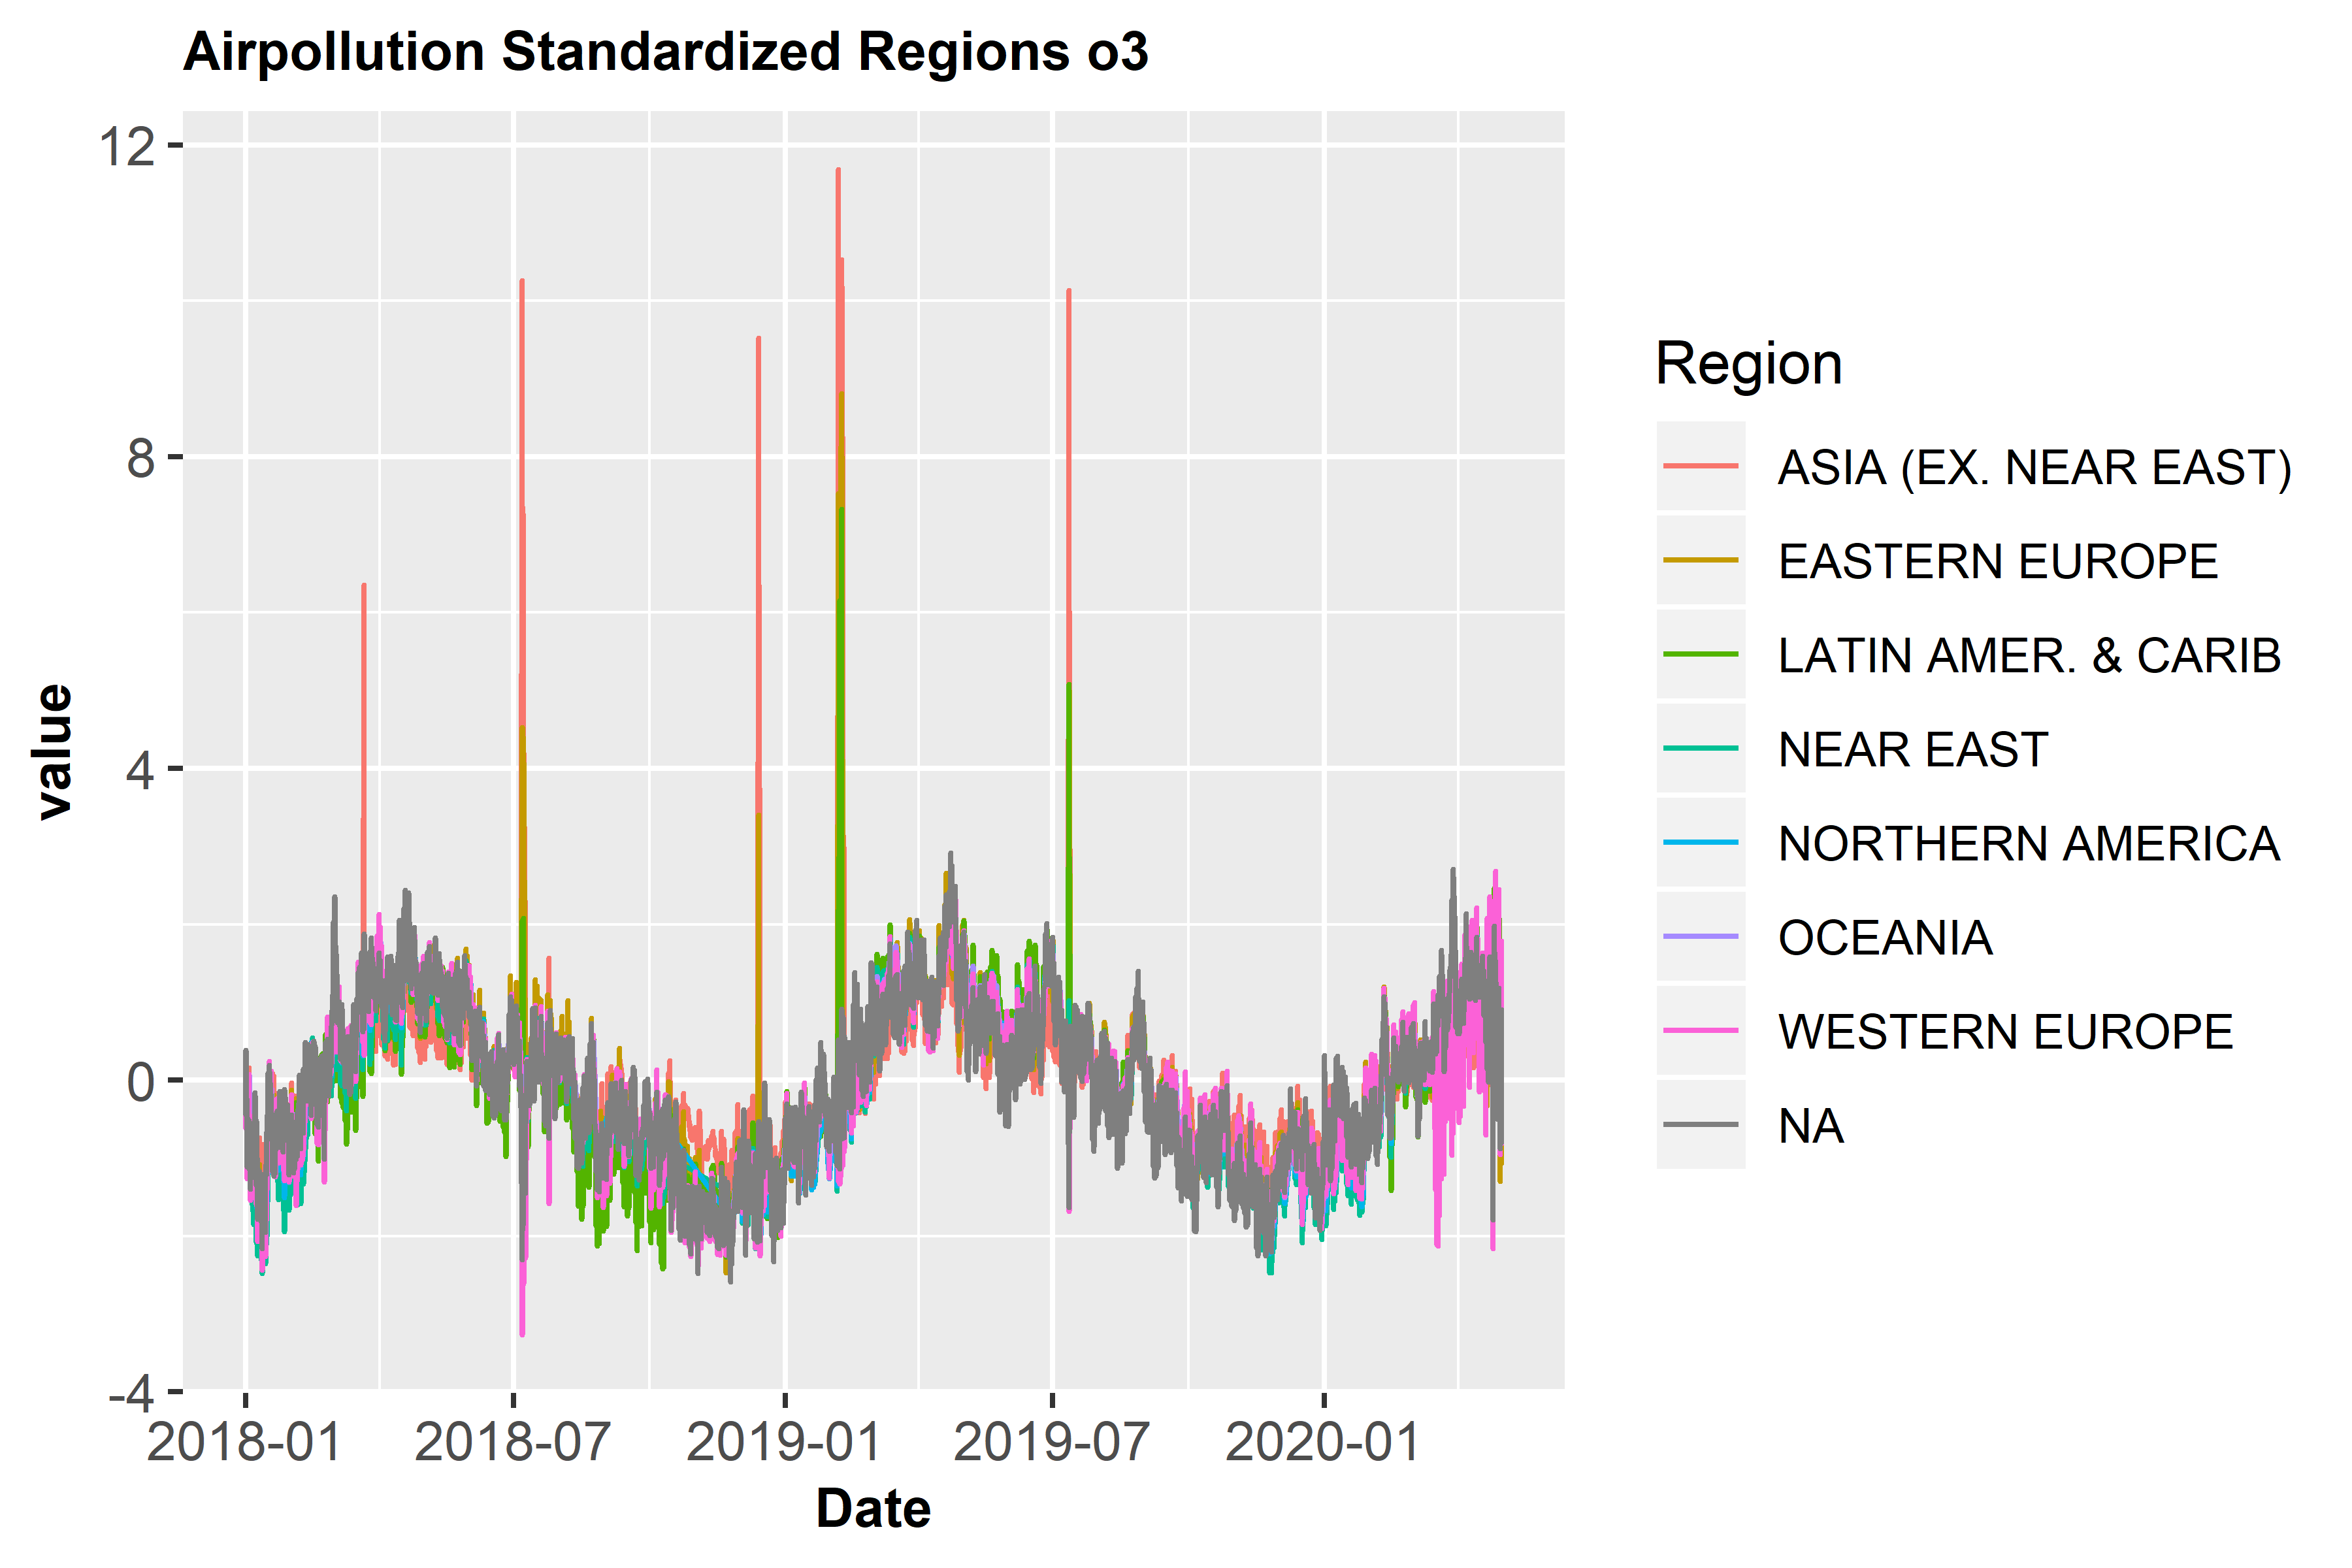 Airpollution Standardized Regions o3
12
8
4
0
-4
value
2018-01
2018-07
2019-01
2019-07
2020-01
Date
Region
ASIA (EX. NEAR EAST)
EASTERN EUROPE
LATIN AMER. & CARIB
NEAR EAST
NORTHERN AMERICA
OCEANIA
WESTERN EUROPE
NA